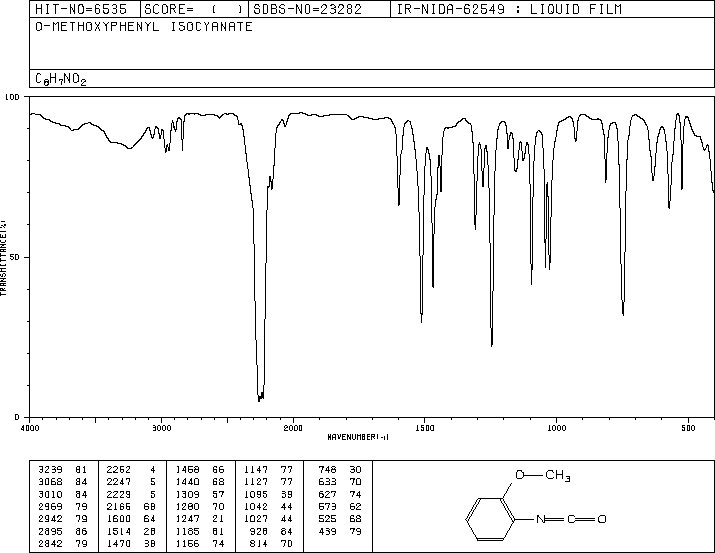 HIT-NO=6535 SCORE= ( ) SDBS-NO=23282 IR-NIDA-62549 : LIQUID FILM
O-METHOXYPHENYL ISOCYANATE
C8H7NO2
100
50
0
TRANSMITTANCE(%)
4000 3000 2000 1500 1000 500
WAVENUMBER(-1)
3239 81 2262 4 1458 66 1147 77 748 30
3068 84 2247 5 1440 68 1127 77 633 70
3010 84 2229 5 1309 57 1095 39 627 74
2969 79 2166 68 1280 70 1042 44 573 62
2942 79 1600 64 1247 21 1027 44 525 68
2895 86 1514 28 1185 81 928 84 439 79
2842 79 1470 38 1156 74 814 70
O CH3
N C O